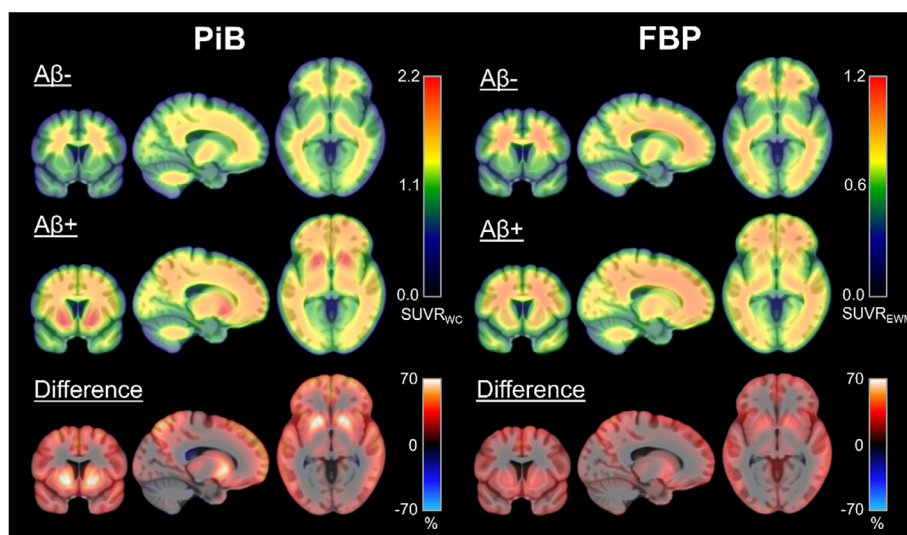 PiB
FBP
Aβ-
2.2
1.1
Aβ-
1.2
0.6
Aβ+
0.0
SUVRWC
Aβ+
0.0
SUVREWM
Difference
70
0
-70
%
Difference
70
0
-70
%